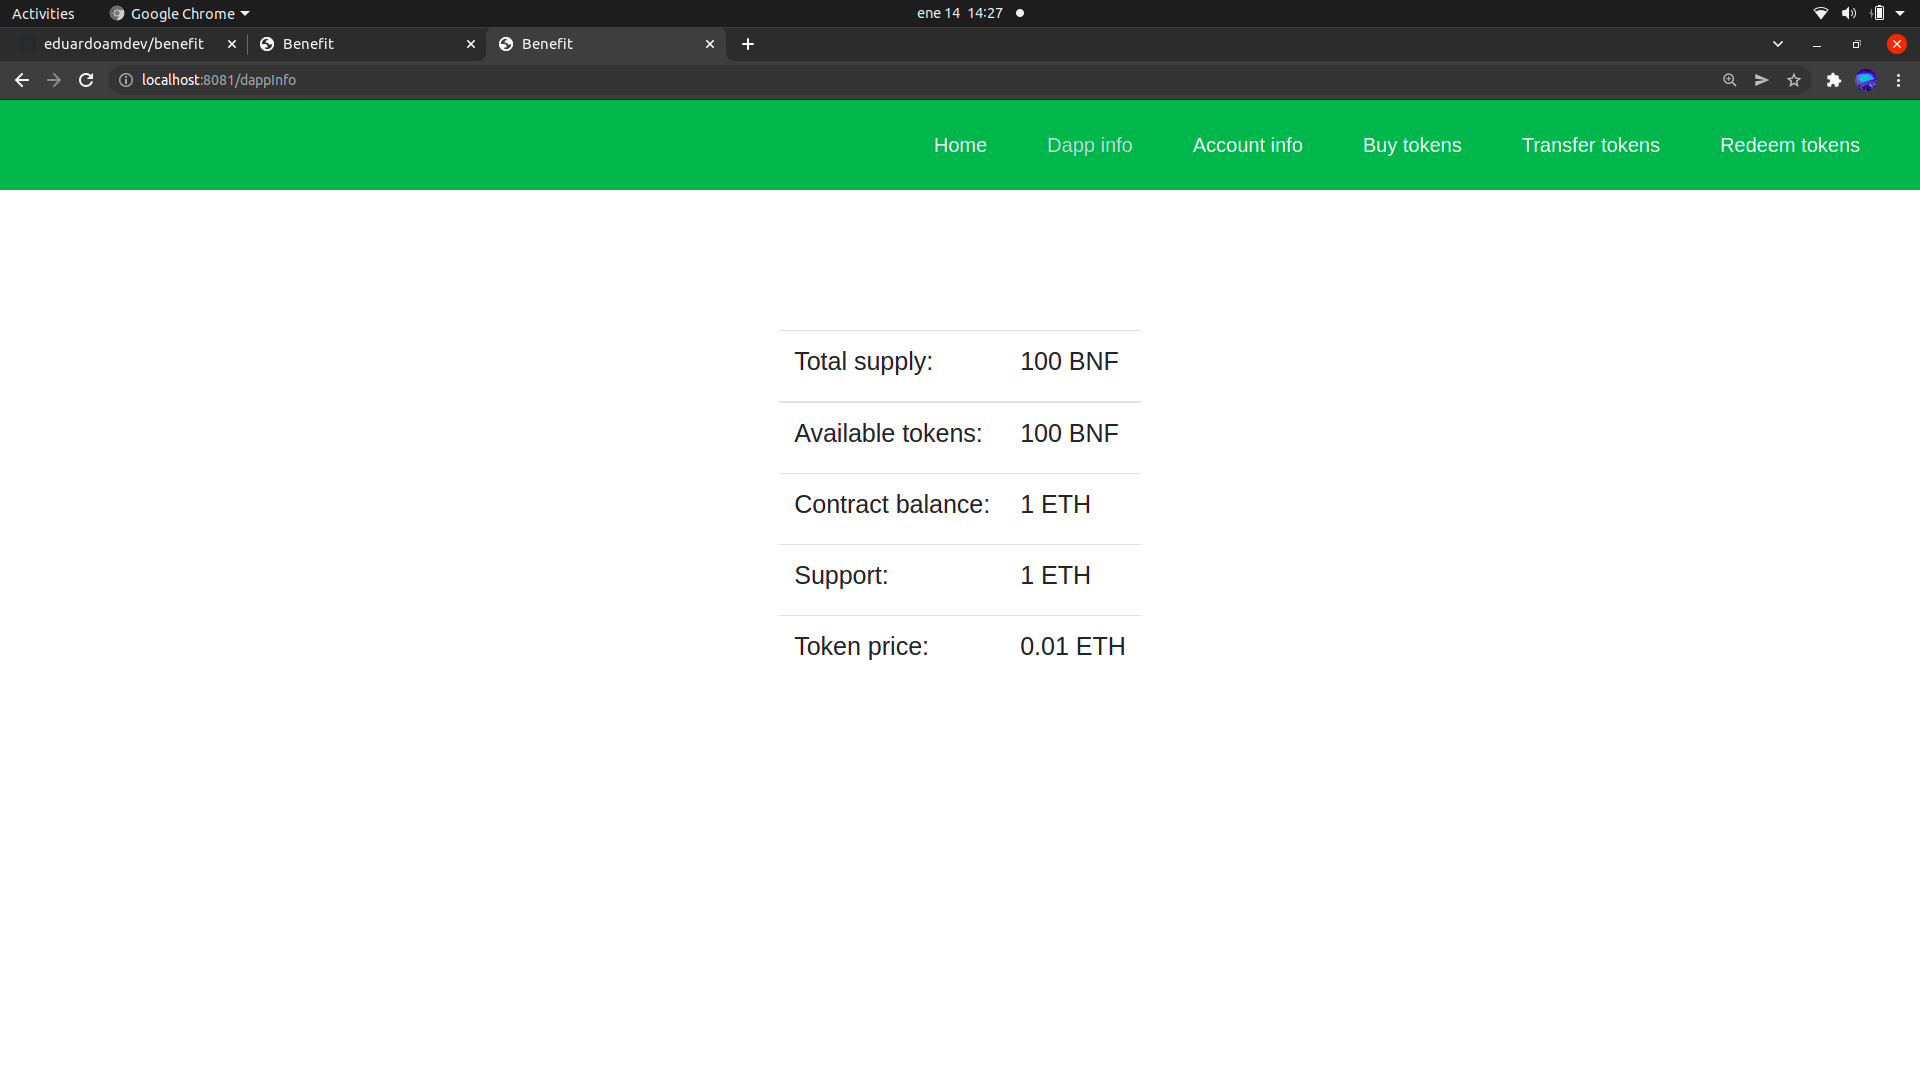 Activities Google Chrome ene 14 14:27
eduardoamdev/benefit Benefit Benefit
localhost:8081/dappInfo
Home Dapp info Account info Buy tokens Transfer tokens Redeem tokens
Total supply: 100 BNF
Available tokens: 100 BNF
Contract balance: 1 ETH
Support: 1 ETH
Token price: 0.01 ETH